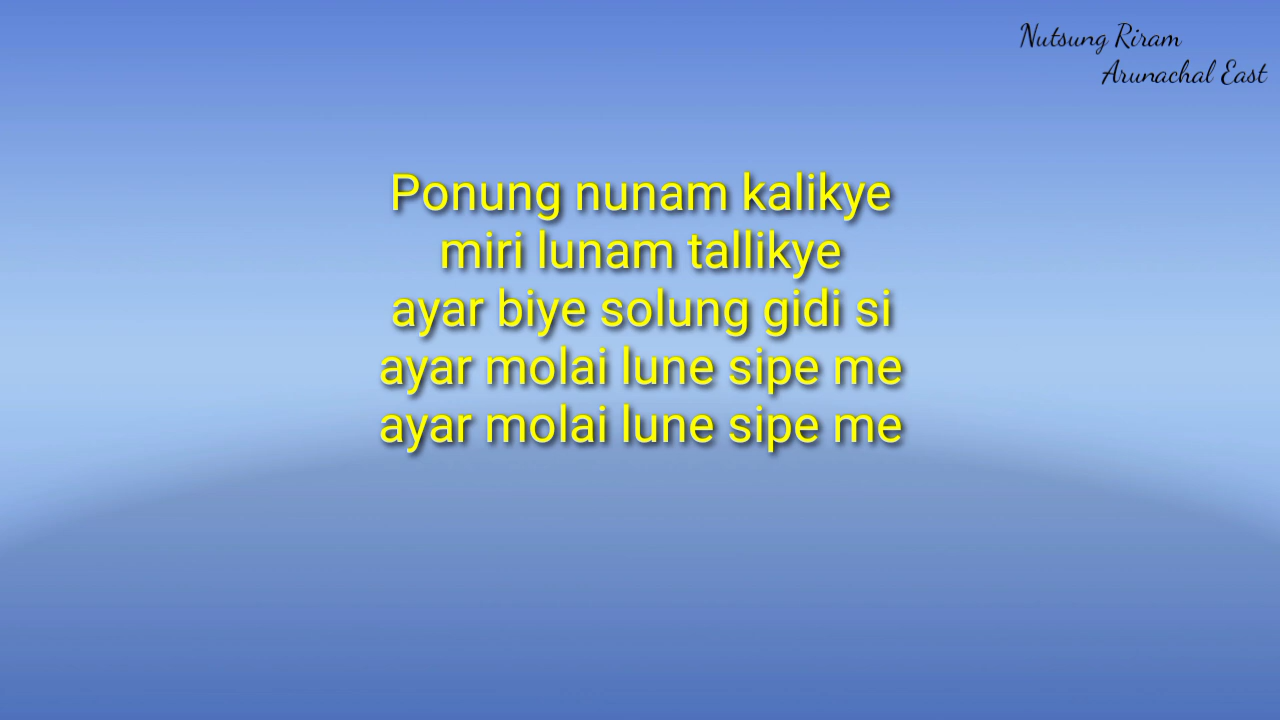 Nutsung Riram
Arunachal East
Ponung nunam kalikye
miri lunam tallikye
ayar biye solung gidi si
ayar molai lune sipe me
ayar molai lune sipe me